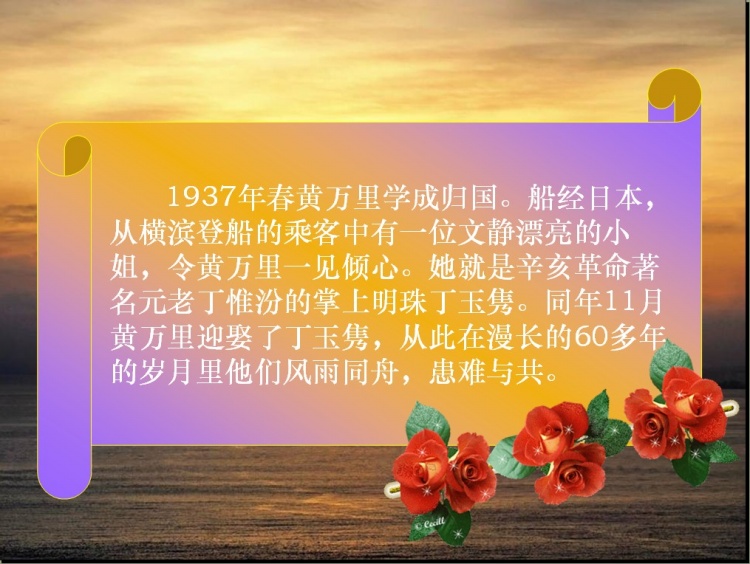 1937年春黄万里学成归国。船经日本，
从横滨登船的乘客中有一位文静漂亮的小
姐，令黄万里一见倾心。她就是辛亥革命著
名元老丁惟汾的掌上明珠丁玉隽。同年11月
黄万里迎娶了丁玉隽，从此在漫长的60多年
的岁月里他们风雨同舟，患难与共。
© Cecill